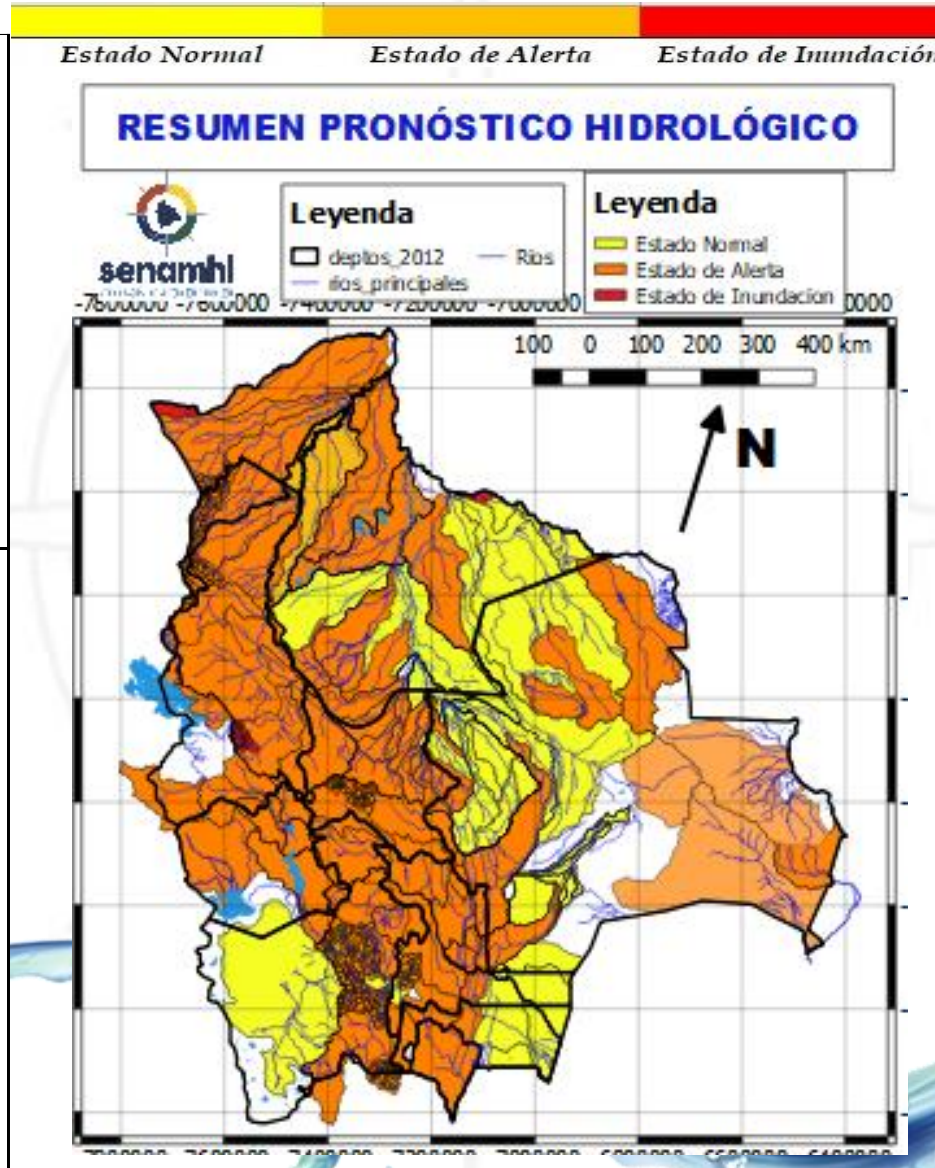 Estado Normal Estado de Alerta Estado de Inundación
RESUMEN PRONÓSTICO HIDROLÓGICO
senamhi
Leyenda
deptos_2012 Rios
rios_principales
Leyenda
Estado Normal
Estado de Alerta
Estado de Inundacion
-7800000 -7600000 -7400000 -7200000 -7000000
100 0 100 200 300 400 km
N